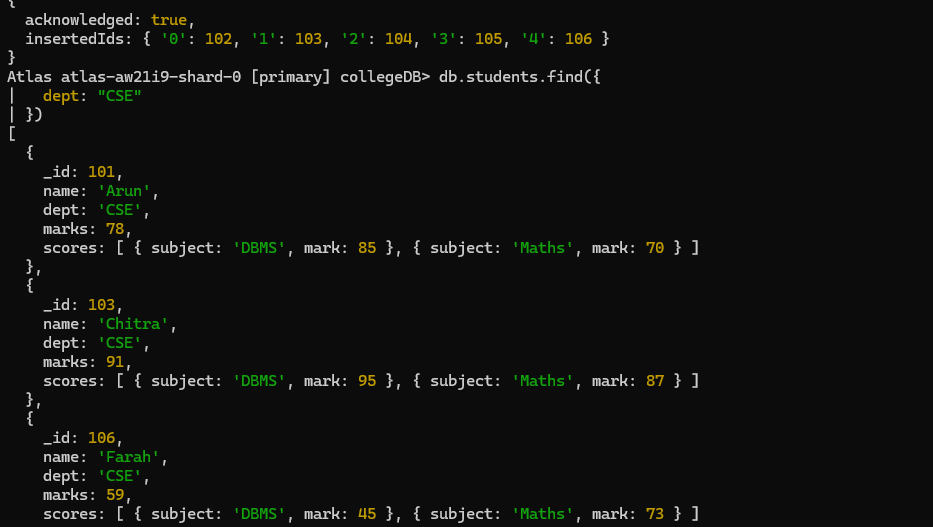 {
  acknowledged: true,
  insertedIds: { '0': 102, '1': 103, '2': 104, '3': 105, '4': 106 }
}
Atlas atlas-aw21i9-shard-0 [primary] collegeDB> db.students.find({
|   dept: "CSE"
| })
[
  {
    _id: 101,
    name: 'Arun',
    dept: 'CSE',
    marks: 78,
    scores: [ { subject: 'DBMS', mark: 85 }, { subject: 'Maths', mark: 70 } ]
  },
  {
    _id: 103,
    name: 'Chitra',
    dept: 'CSE',
    marks: 91,
    scores: [ { subject: 'DBMS', mark: 95 }, { subject: 'Maths', mark: 87 } ]
  },
  {
    _id: 106,
    name: 'Farah',
    dept: 'CSE',
    marks: 59,
    scores: [ { subject: 'DBMS', mark: 45 }, { subject: 'Maths', mark: 73 } ]